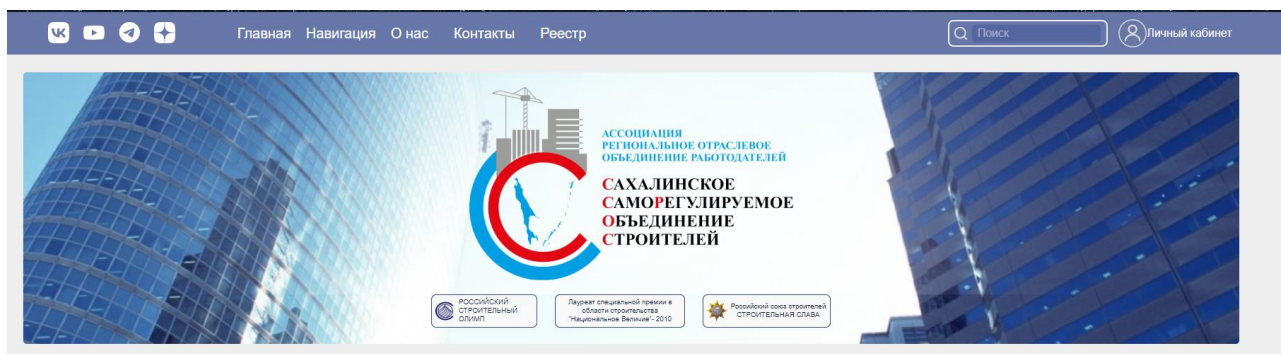 Главная Навигация О нас Контакты Реестр Поиск Личный кабинет
АССОЦИАЦИЯ
РЕГИОНАЛЬНОЕ ОТРАСЛЕВОЕ
ОБЪЕДИНЕНИЕ РАБОТОДАТЕЛЕЙ
САХАЛИНСКОЕ
САМОРЕГУЛИРУЕМОЕ
ОБЪЕДИНЕНИЕ
СТРОИТЕЛЕЙ
РОССИЙСКИЙ
СТРОИТЕЛЬНЫЙ
ОЛИМП
Лауреат специальной премии в
области строительства
"Национальное Величие"- 2010
Российский союз строителей
СТРОИТЕЛЬНАЯ СЛАВА